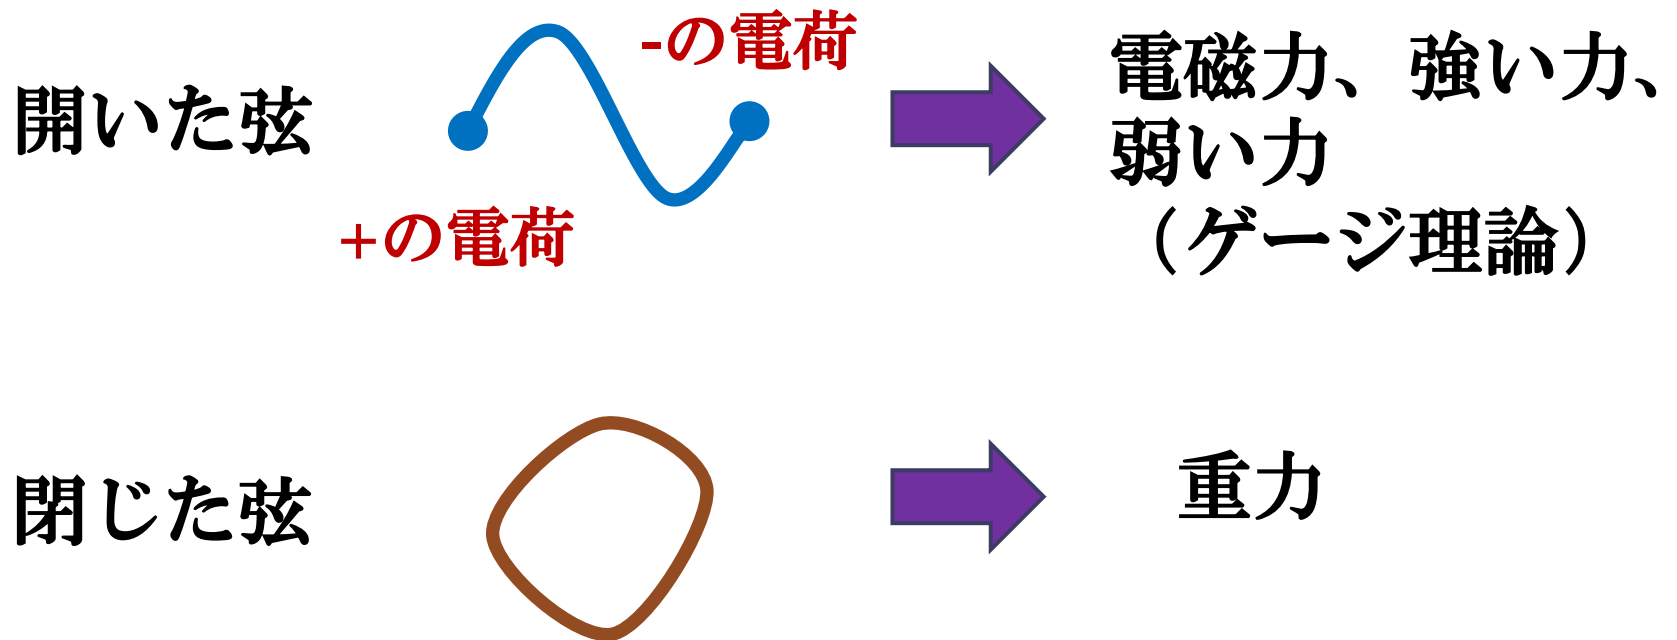 開いた弦
-の電荷
+の電荷
電磁力、強い力、
弱い力
（ゲージ理論）
閉じた弦
重力